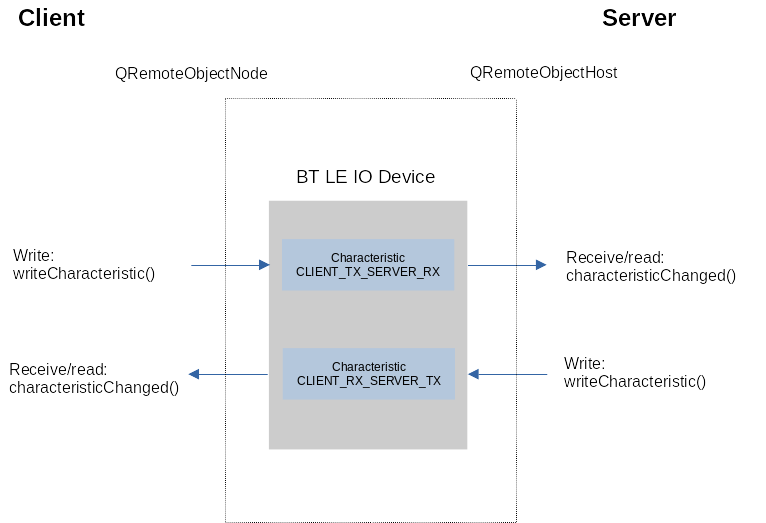 Client
Server
QRemoteObjectNode
QRemoteObjectHost
BT LE IO Device
Write:
writeCharacteristic()
Characteristic
CLIENT_TX_SERVER_RX
Receive/read:
characteristicChanged()
Receive/read:
characteristicChanged()
Characteristic
CLIENT_RX_SERVER_TX
Write:
writeCharacteristic()